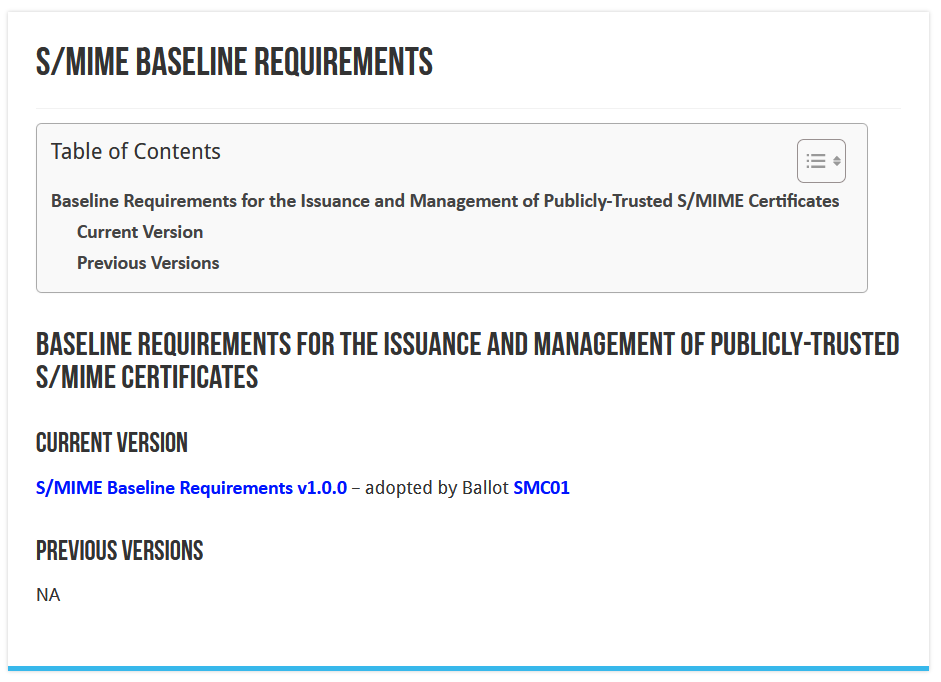 S/MIME BASELINE REQUIREMENTS
Table of Contents
Baseline Requirements for the Issuance and Management of Publicly-Trusted S/MIME Certificates
Current Version
Previous Versions
BASELINE REQUIREMENTS FOR THE ISSUANCE AND MANAGEMENT OF PUBLICLY-TRUSTED
S/MIME CERTIFICATES
CURRENT VERSION
S/MIME Baseline Requirements v1.0.0 – adopted by Ballot SMC01
PREVIOUS VERSIONS
NA